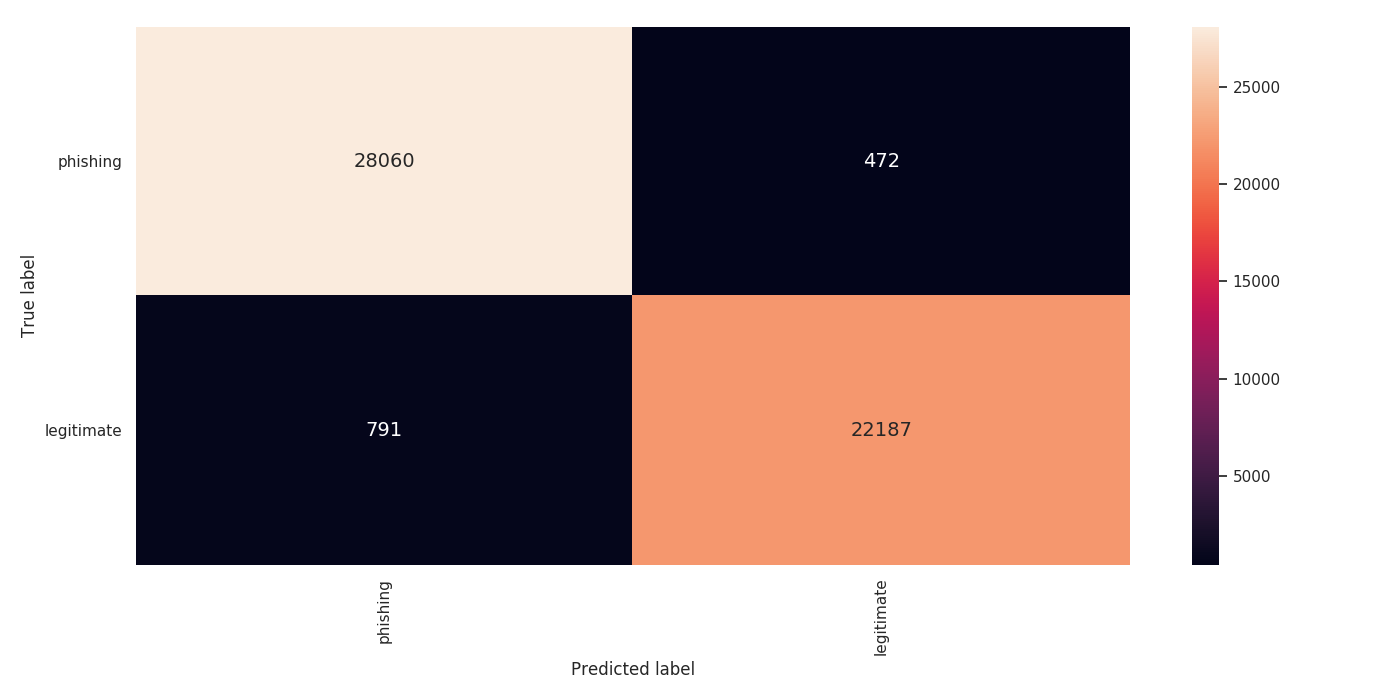 phishing
28060
472
legitimate
791
22187
phishing
legitimate
True label
Predicted label
25000
20000
15000
10000
5000